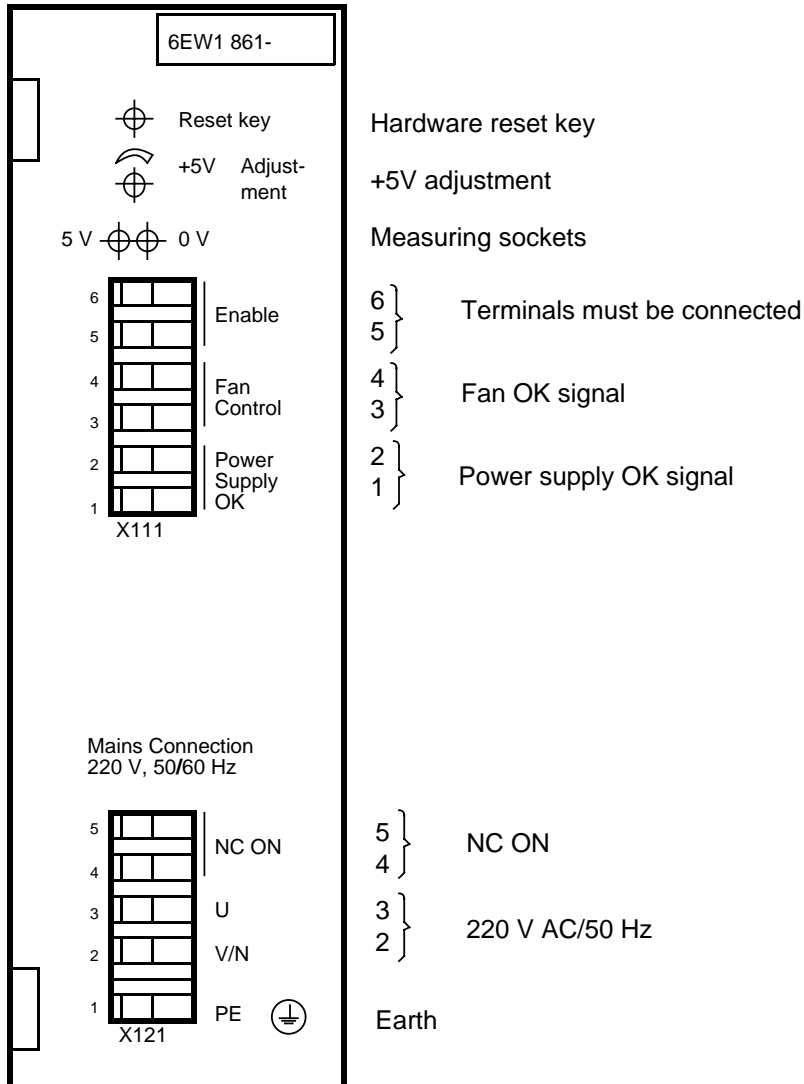 6EW1 861-
Reset key
Hardware reset key
+5V Adjust-
ment
+5V adjustment
5 V 0 V
Measuring sockets
6
5
Enable
6
5
Terminals must be connected
4
3
Fan
Control
4
3
Fan OK signal
2
1
Power
Supply
OK
2
1
Power supply OK signal
X111
Mains Connection
220 V, 50/60 Hz
5
4
NC ON
5
4
NC ON
3
U
2
V/N
3
2
220 V AC/50 Hz
1
PE
Earth
X121